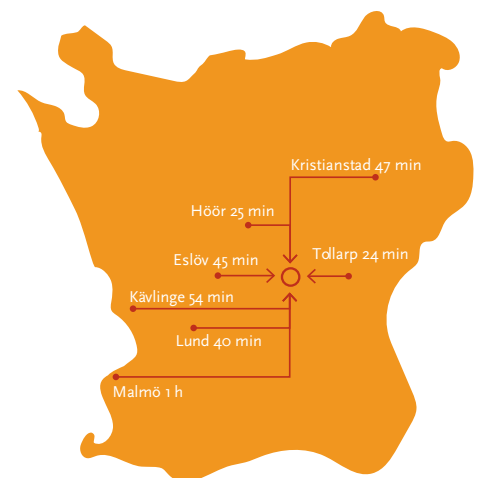 Kristianstad 47 min
Höör 25 min
Tollarp 24 min
Eslöv 45 min
Kävlinge 54 min
Lund 40 min
Malmö 1 h